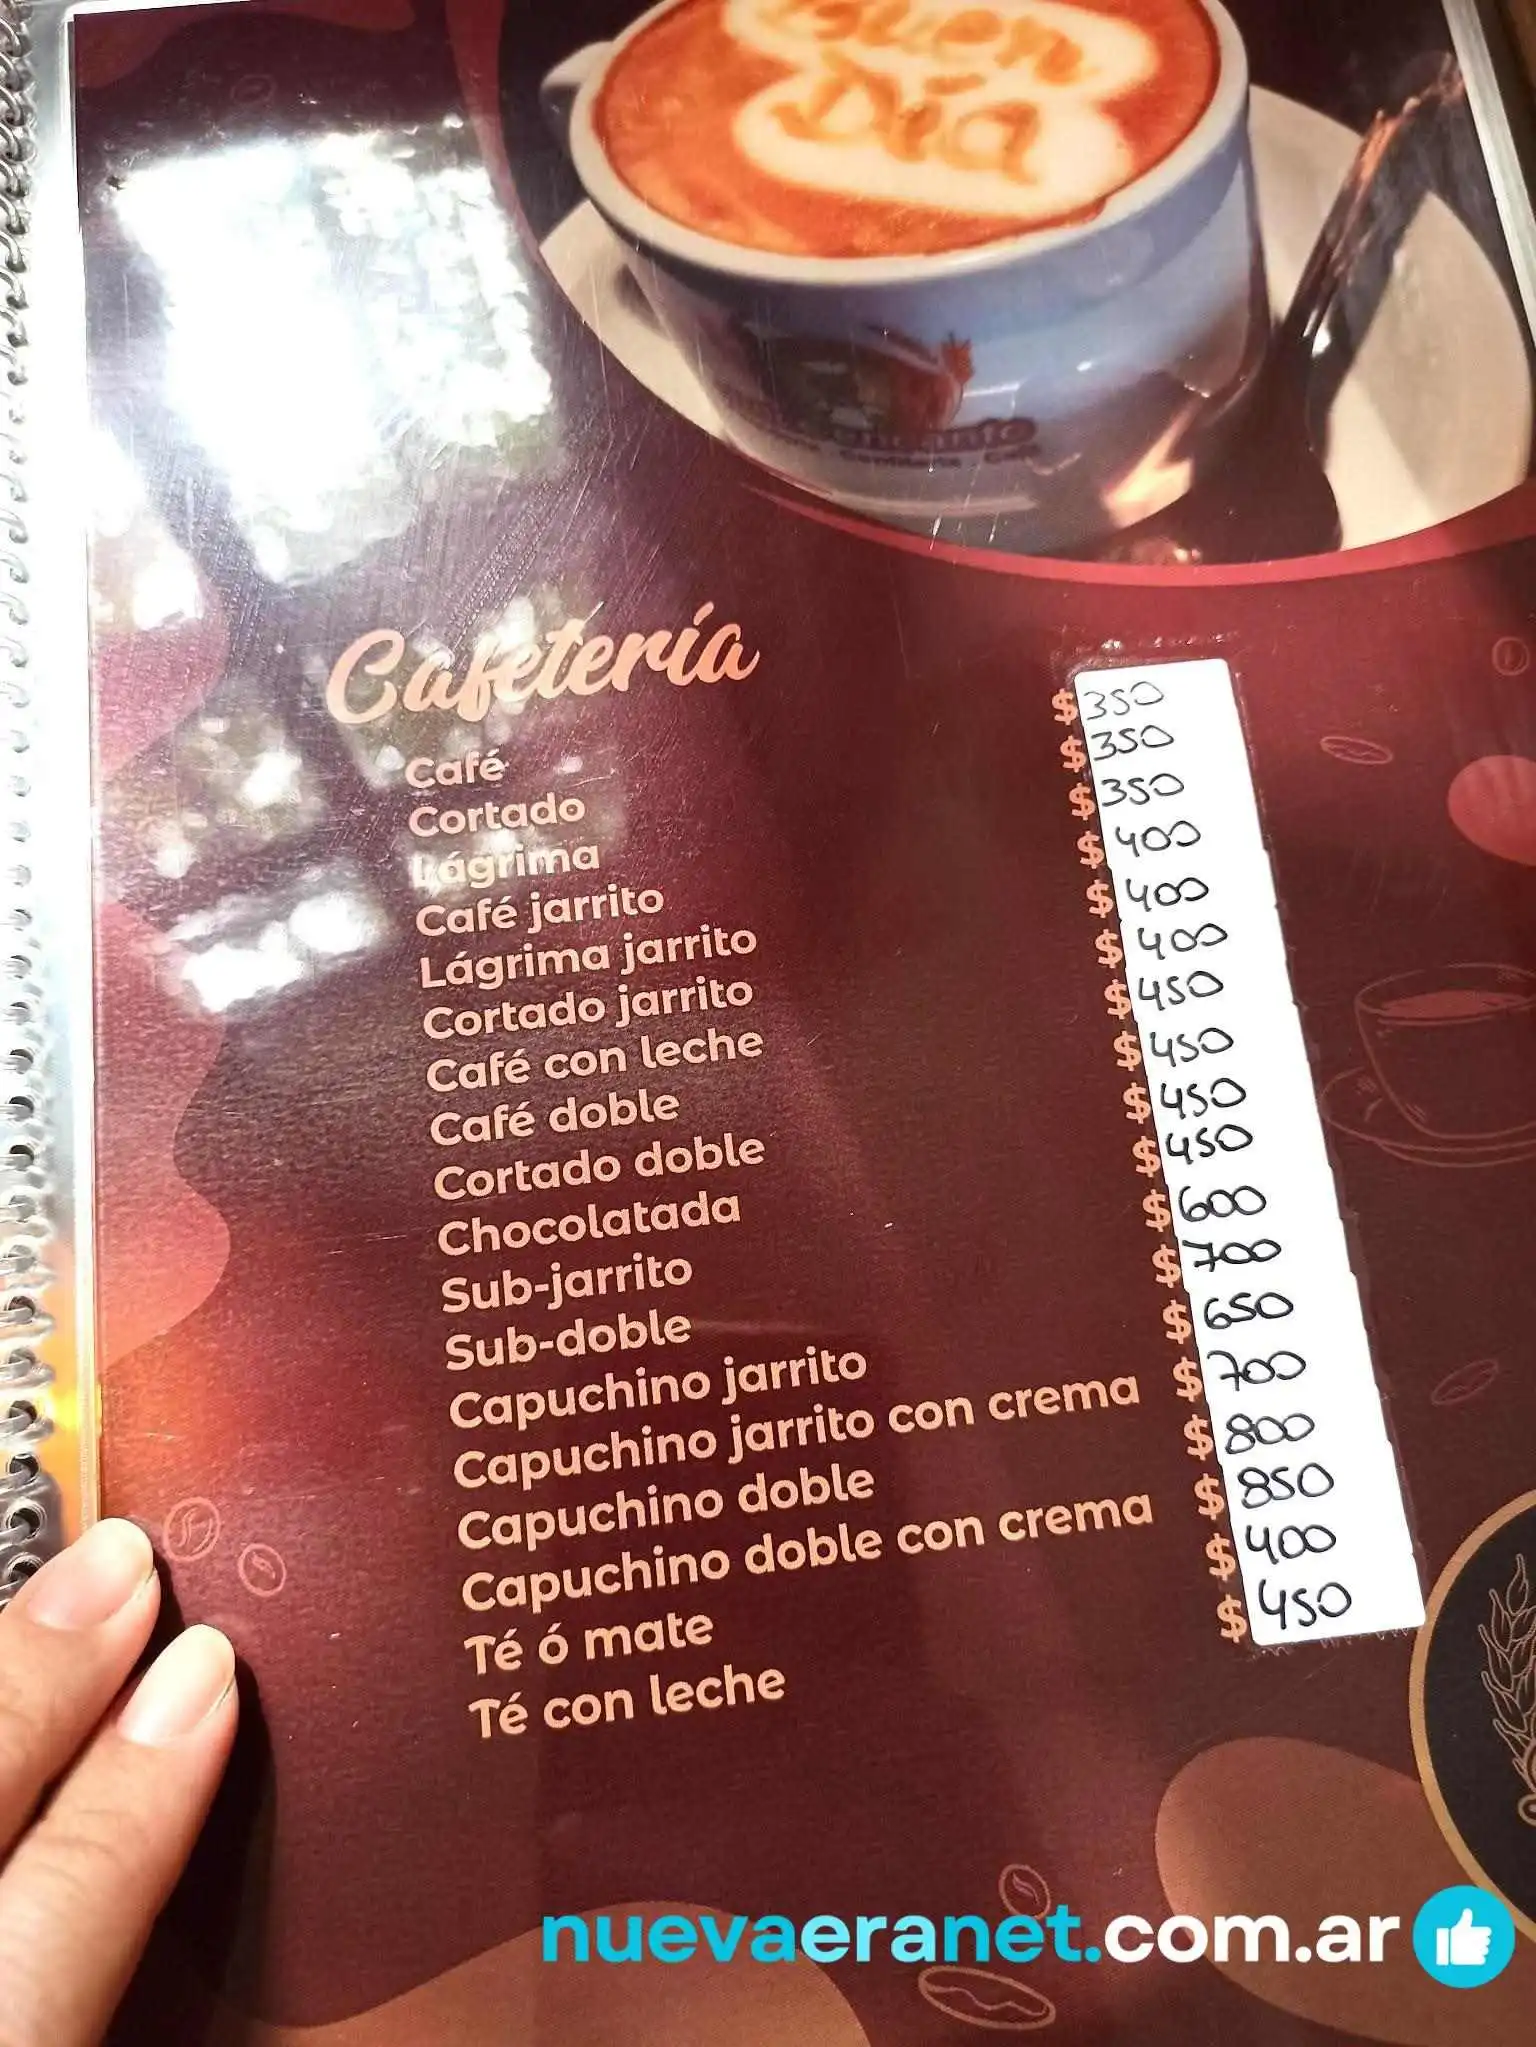 Buen
Día
Cafetería
Café $ 350
Cortado $ 350
Lágrima $ 350
Café jarrito $ 400
Lágrima jarrito $ 400
Cortado jarrito $ 400
Café con leche $ 450
Café doble $ 450
Cortado doble $ 450
Chocolatada $ 450
Sub-jarrito $ 600
Sub-doble $ 700
Capuchino jarrito $ 650
Capuchino jarrito con crema $ 700
Capuchino doble $ 800
Capuchino doble con crema $ 850
Té ó mate $ 400
Té con leche $ 450
nuevaeranet.com.ar